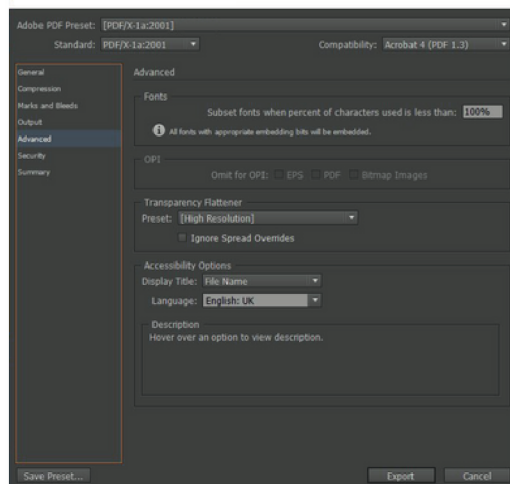 Adobe PDF Preset: [PDF/X-1a:2001]
Standard: PDF/X-1a:2001 Compatibility: Acrobat 4 (PDF 1.3)
General
Compression
Marks and Bleeds
Output
Advanced
Security
Summary
Advanced
Fonts
Subset fonts when percent of characters used is less than: 100%
All fonts with appropriate embedding bits will be embedded.
OPI
Omit for OPI: EPS PDF Bitmap Images
Transparency Flattener
Preset: [High Resolution]
Ignore Spread Overrides
Accessibility Options
Display Title: File Name
Language: English: UK
Description
Hover over an option to view description.
Save Preset... Export Cancel